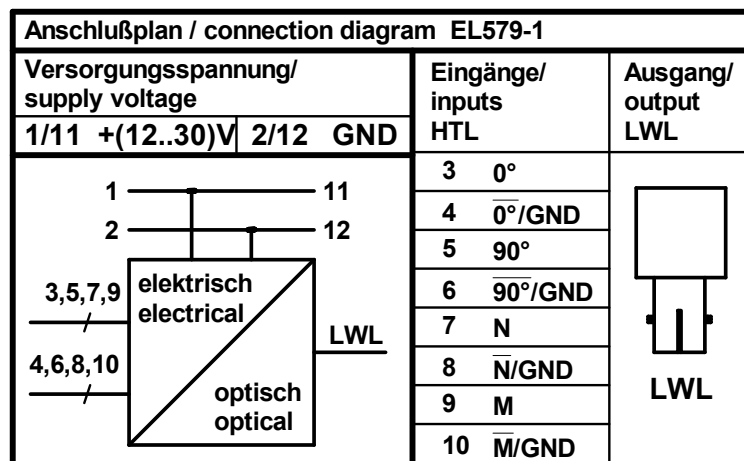 Anschlußplan / connection diagram EL579-1
Versorgungsspannung/
supply voltage
1/11 +(12..30)V 2/12 GND
Eingänge/
inputs
HTL
Ausgang/
output
LWL
1 11
2 12
3,5,7,9
4,6,8,10
elektrisch
electrical
optisch
optical
LWL
3 0°
4 0̅°̅/GND
5 90°
6 9̅0̅°̅/GND
7 N
8 N̅/GND
9 M
10 M̅/GND
LWL